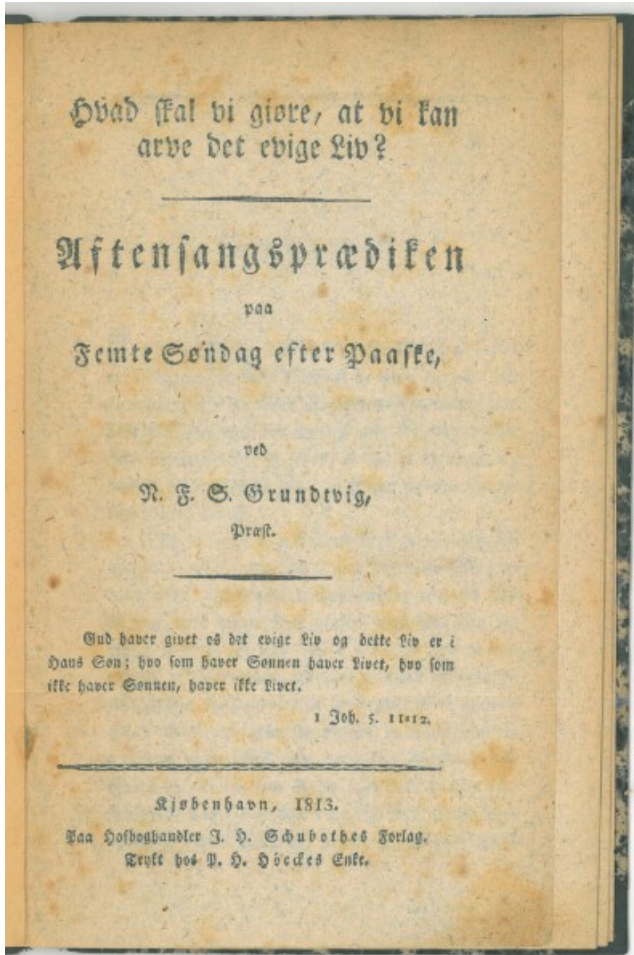 Hvad skal vi giøre, at vi kan
arve det evige Liv?
Aftensangsprædiken
paa
Femte Søndag efter Paaske,
ved
N. F. S. Grundtvig,
Præst.
Gud haver givet os det evige Liv og dette Liv er i
Hans Søn; hvo som haver Sønnen haver Livet, hvo som
ikke haver Sønnen, haver ikke Livet.
1 Joh. 5. 11-12.
Kjøbenhavn, 1813.
Paa Hofboghandler J. H. Schubothes Forlag.
Trykt hos P. H. Höeckes Enke.